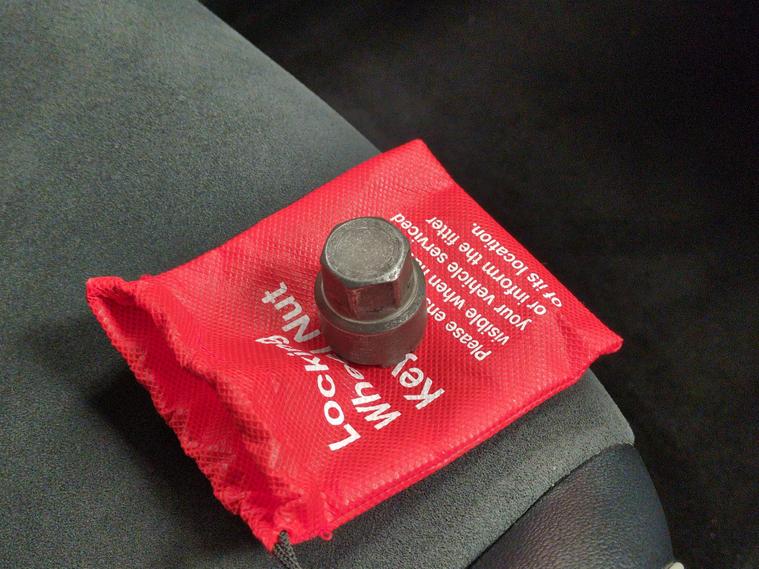 Locking
Wheel Nut
Key
Please
visible when
your vehicle serviced
or inform the fitter
of its location.